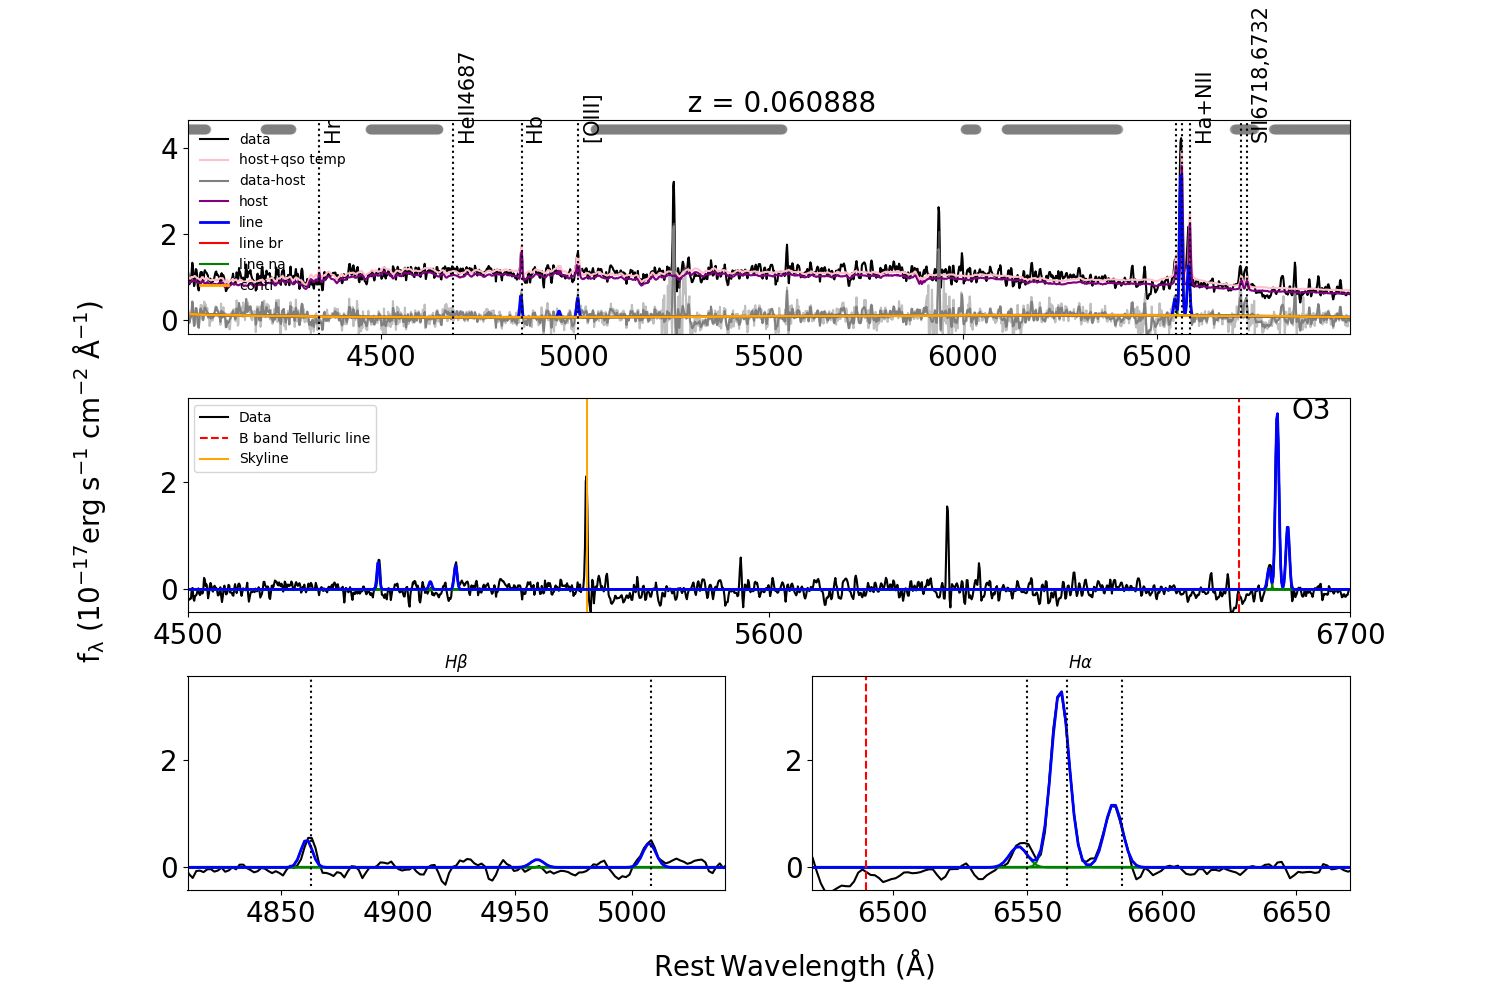 z = 0.060888
Hr
HeII4687
Hb
[OIII]
Ha+NII
SII6718,6732
data
host+qso temp
data-host
host
line
line br
line na
conti
4
2
0
4500
5000
5500
6000
6500
Data
B band Telluric line
Skyline
O3
2
0
4500
5600
6700
f_λ (10⁻¹⁷erg s⁻¹ cm⁻² Å⁻¹)
Hβ
2
0
4850
4900
4950
5000
Hα
2
0
6500
6550
6600
6650
Rest Wavelength (Å)